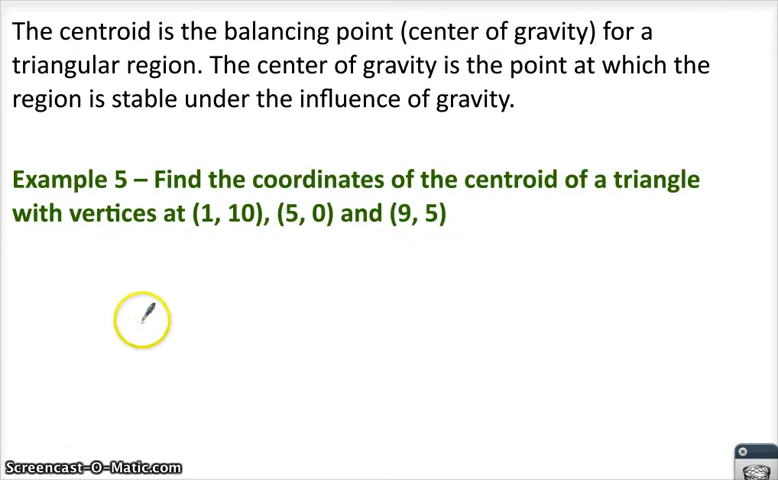 The centroid is the balancing point (center of gravity) for a
triangular region. The center of gravity is the point at which the
region is stable under the influence of gravity.
Example 5 – Find the coordinates of the centroid of a triangle
with vertices at (1, 10), (5, 0) and (9, 5)
Screencast-O-Matic.com